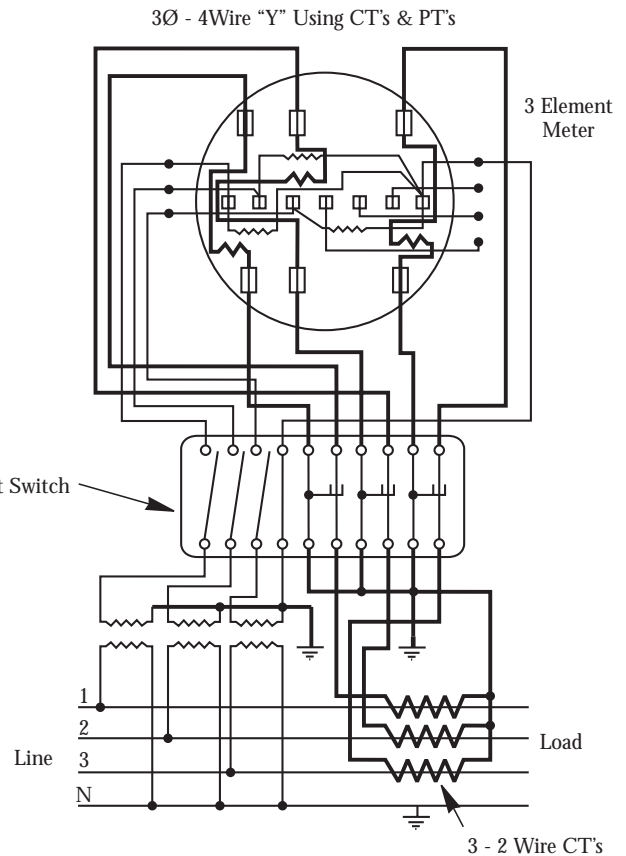 3Ø - 4Wire “Y” Using CT's & PT's
3 Element
Meter
Switch
1
2
Line
3
Load
N
3 - 2 Wire CT's